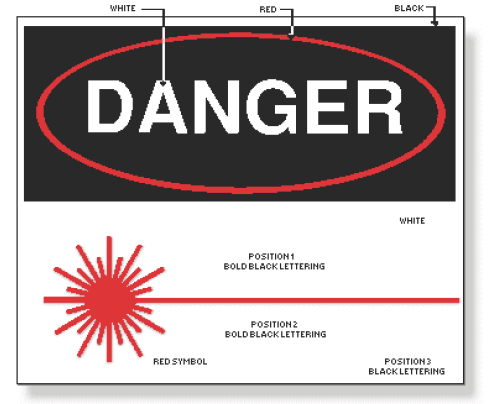 WHITE
RED
BLACK
DANGER
WHITE
POSITION 1
BOLD BLACK LETTERING
POSITION 2
BOLD BLACK LETTERING
RED SYMBOL
POSITION 3
BLACK LETTERING